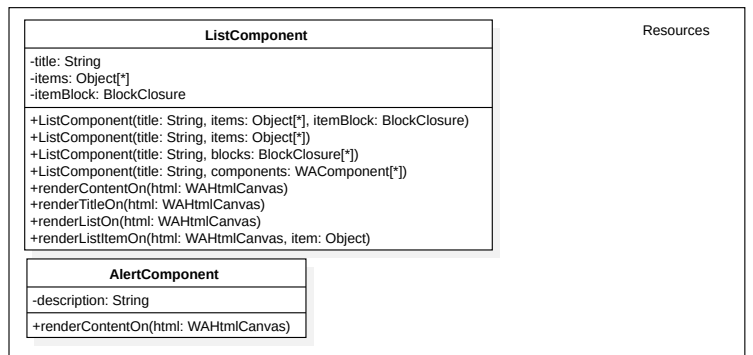 Resources
ListComponent
-title: String
-items: Object[*]
-itemBlock: BlockClosure
+ListComponent(title: String, items: Object[*], itemBlock: BlockClosure)
+ListComponent(title: String, items: Object[*])
+ListComponent(title: String, blocks: BlockClosure[*])
+ListComponent(title: String, components: WAComponent[*])
+renderContentOn(html: WAHtmlCanvas)
+renderTitleOn(html: WAHtmlCanvas)
+renderListOn(html: WAHtmlCanvas)
+renderListItemOn(html: WAHtmlCanvas, item: Object)
AlertComponent
-description: String
+renderContentOn(html: WAHtmlCanvas)